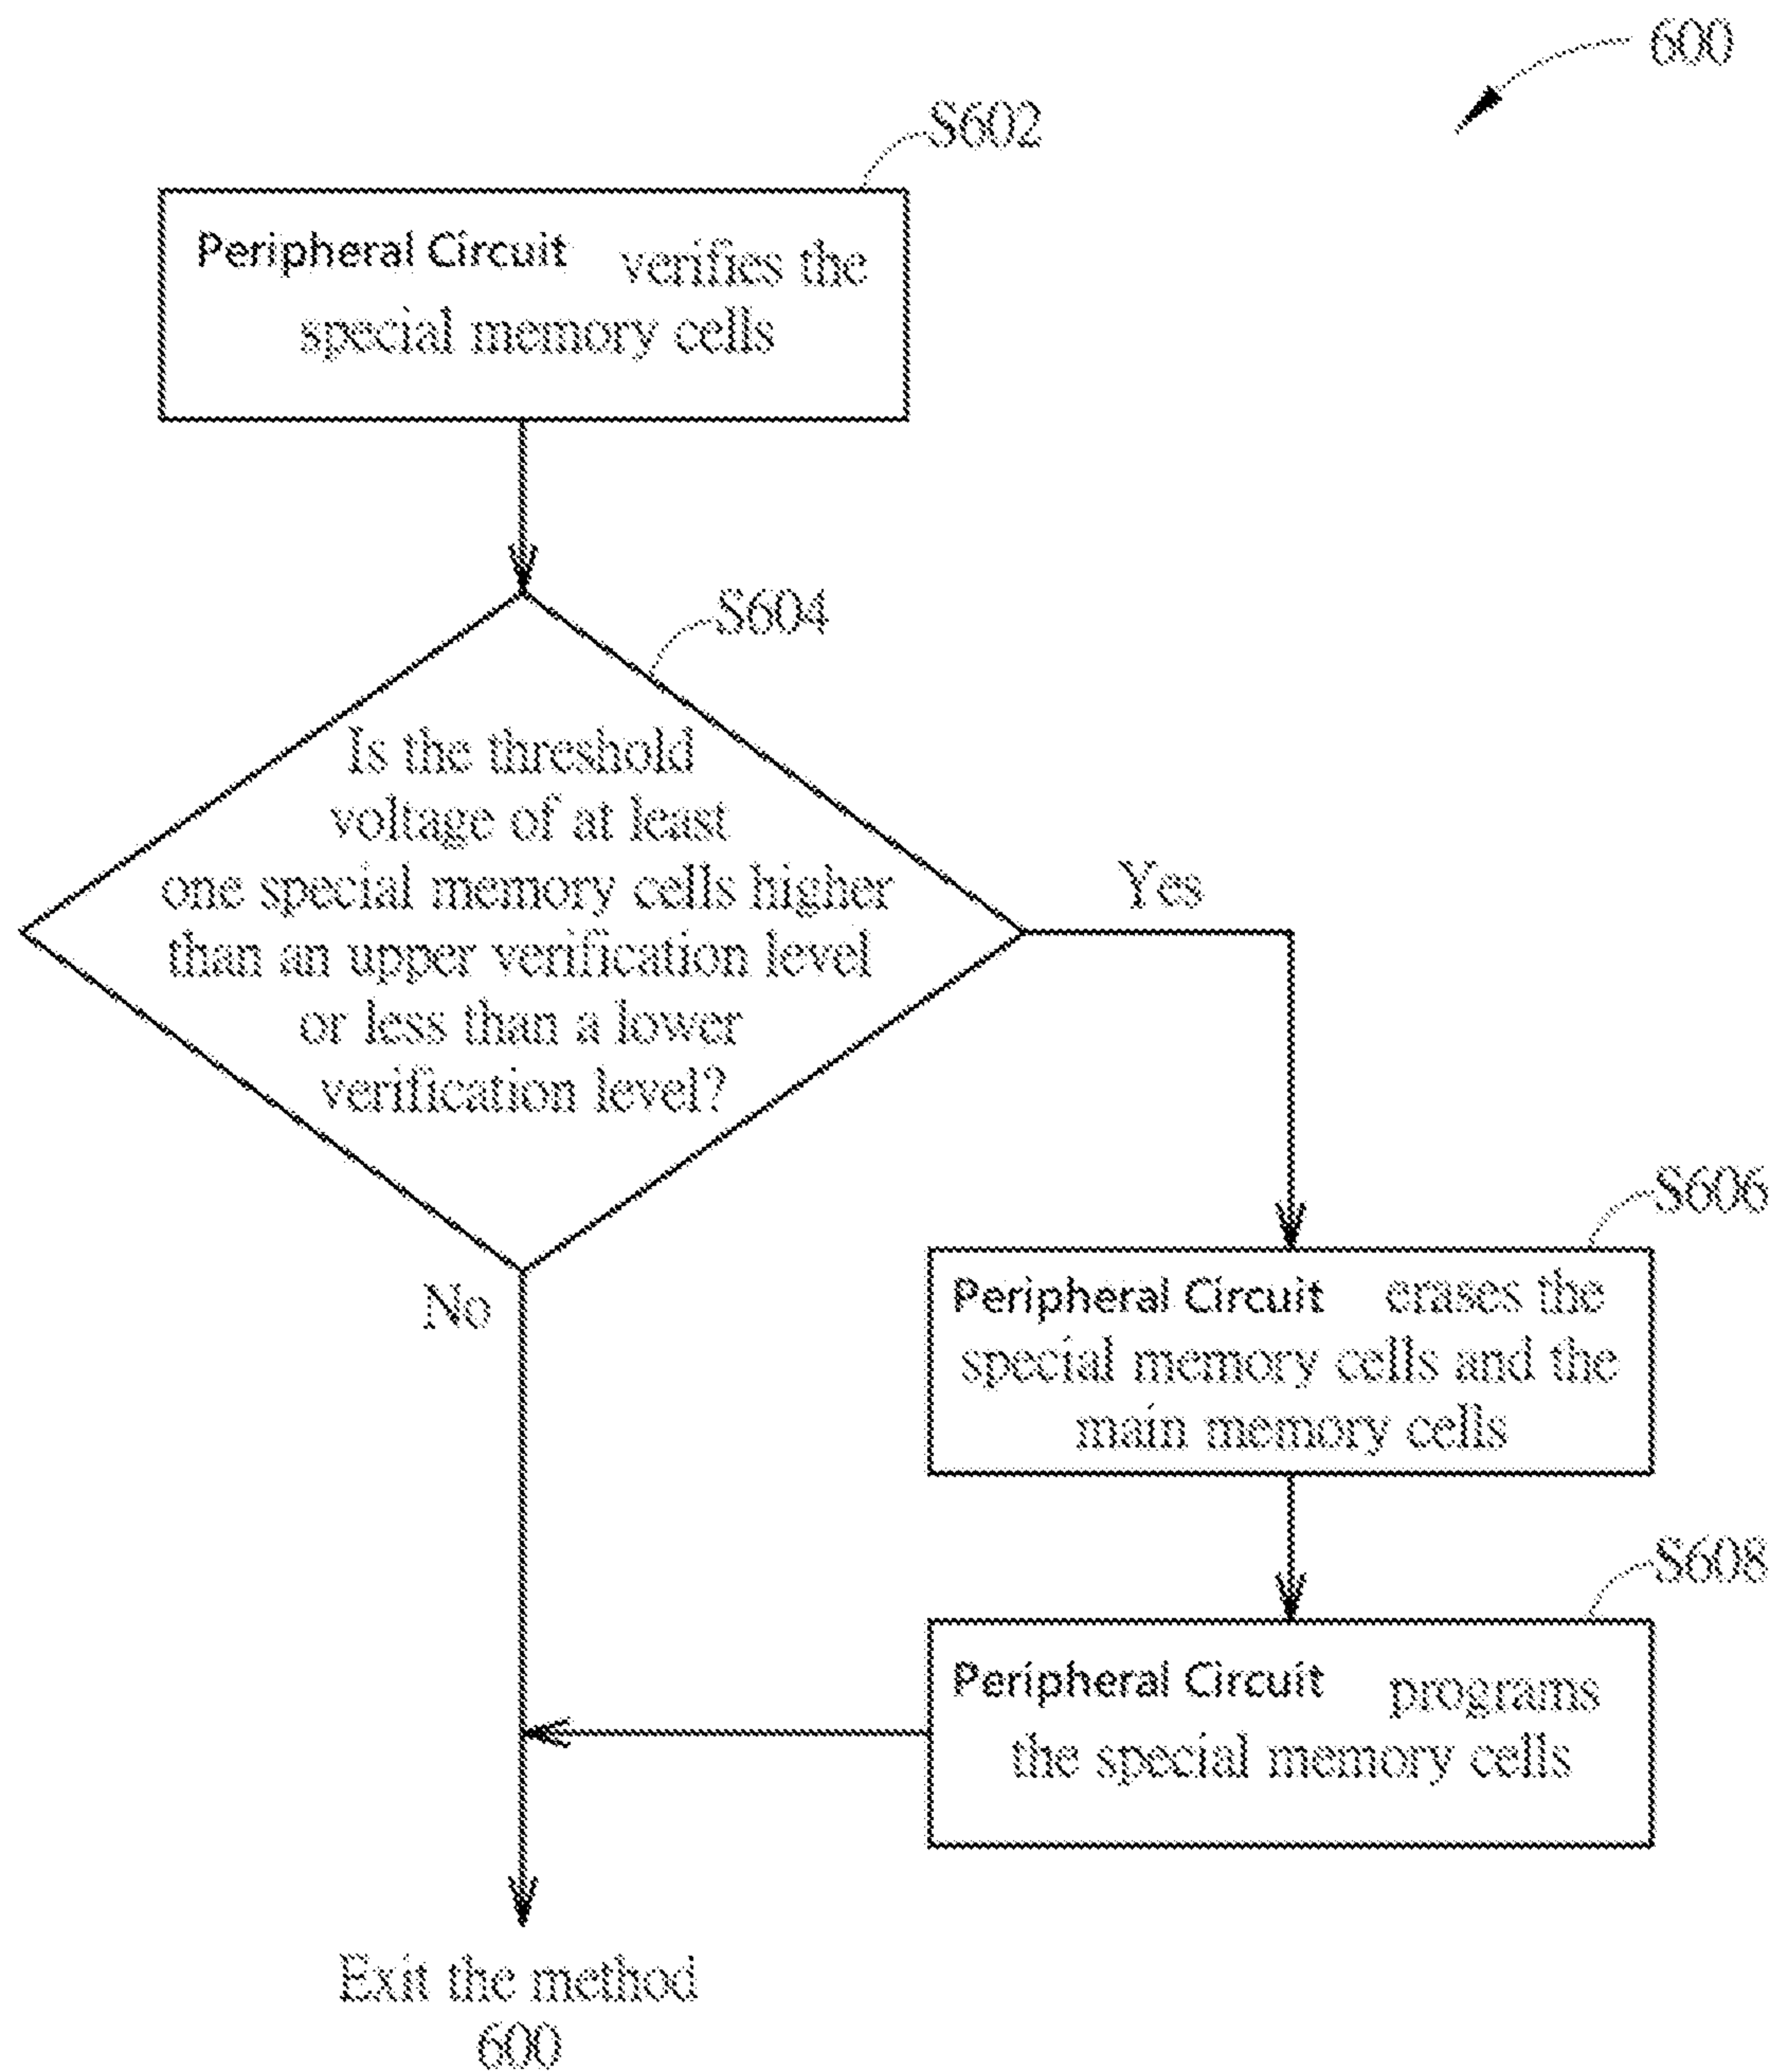 600
S602
Peripheral Circuit verifies the
special memory cells
S604
Is the threshold
voltage of at least
one special memory cells higher
than an upper verification level
or less than a lower
verification level?
Yes
No
S606
Peripheral Circuit erases the
special memory cells and the
main memory cells
S608
Peripheral Circuit programs
the special memory cells
Exit the method
600